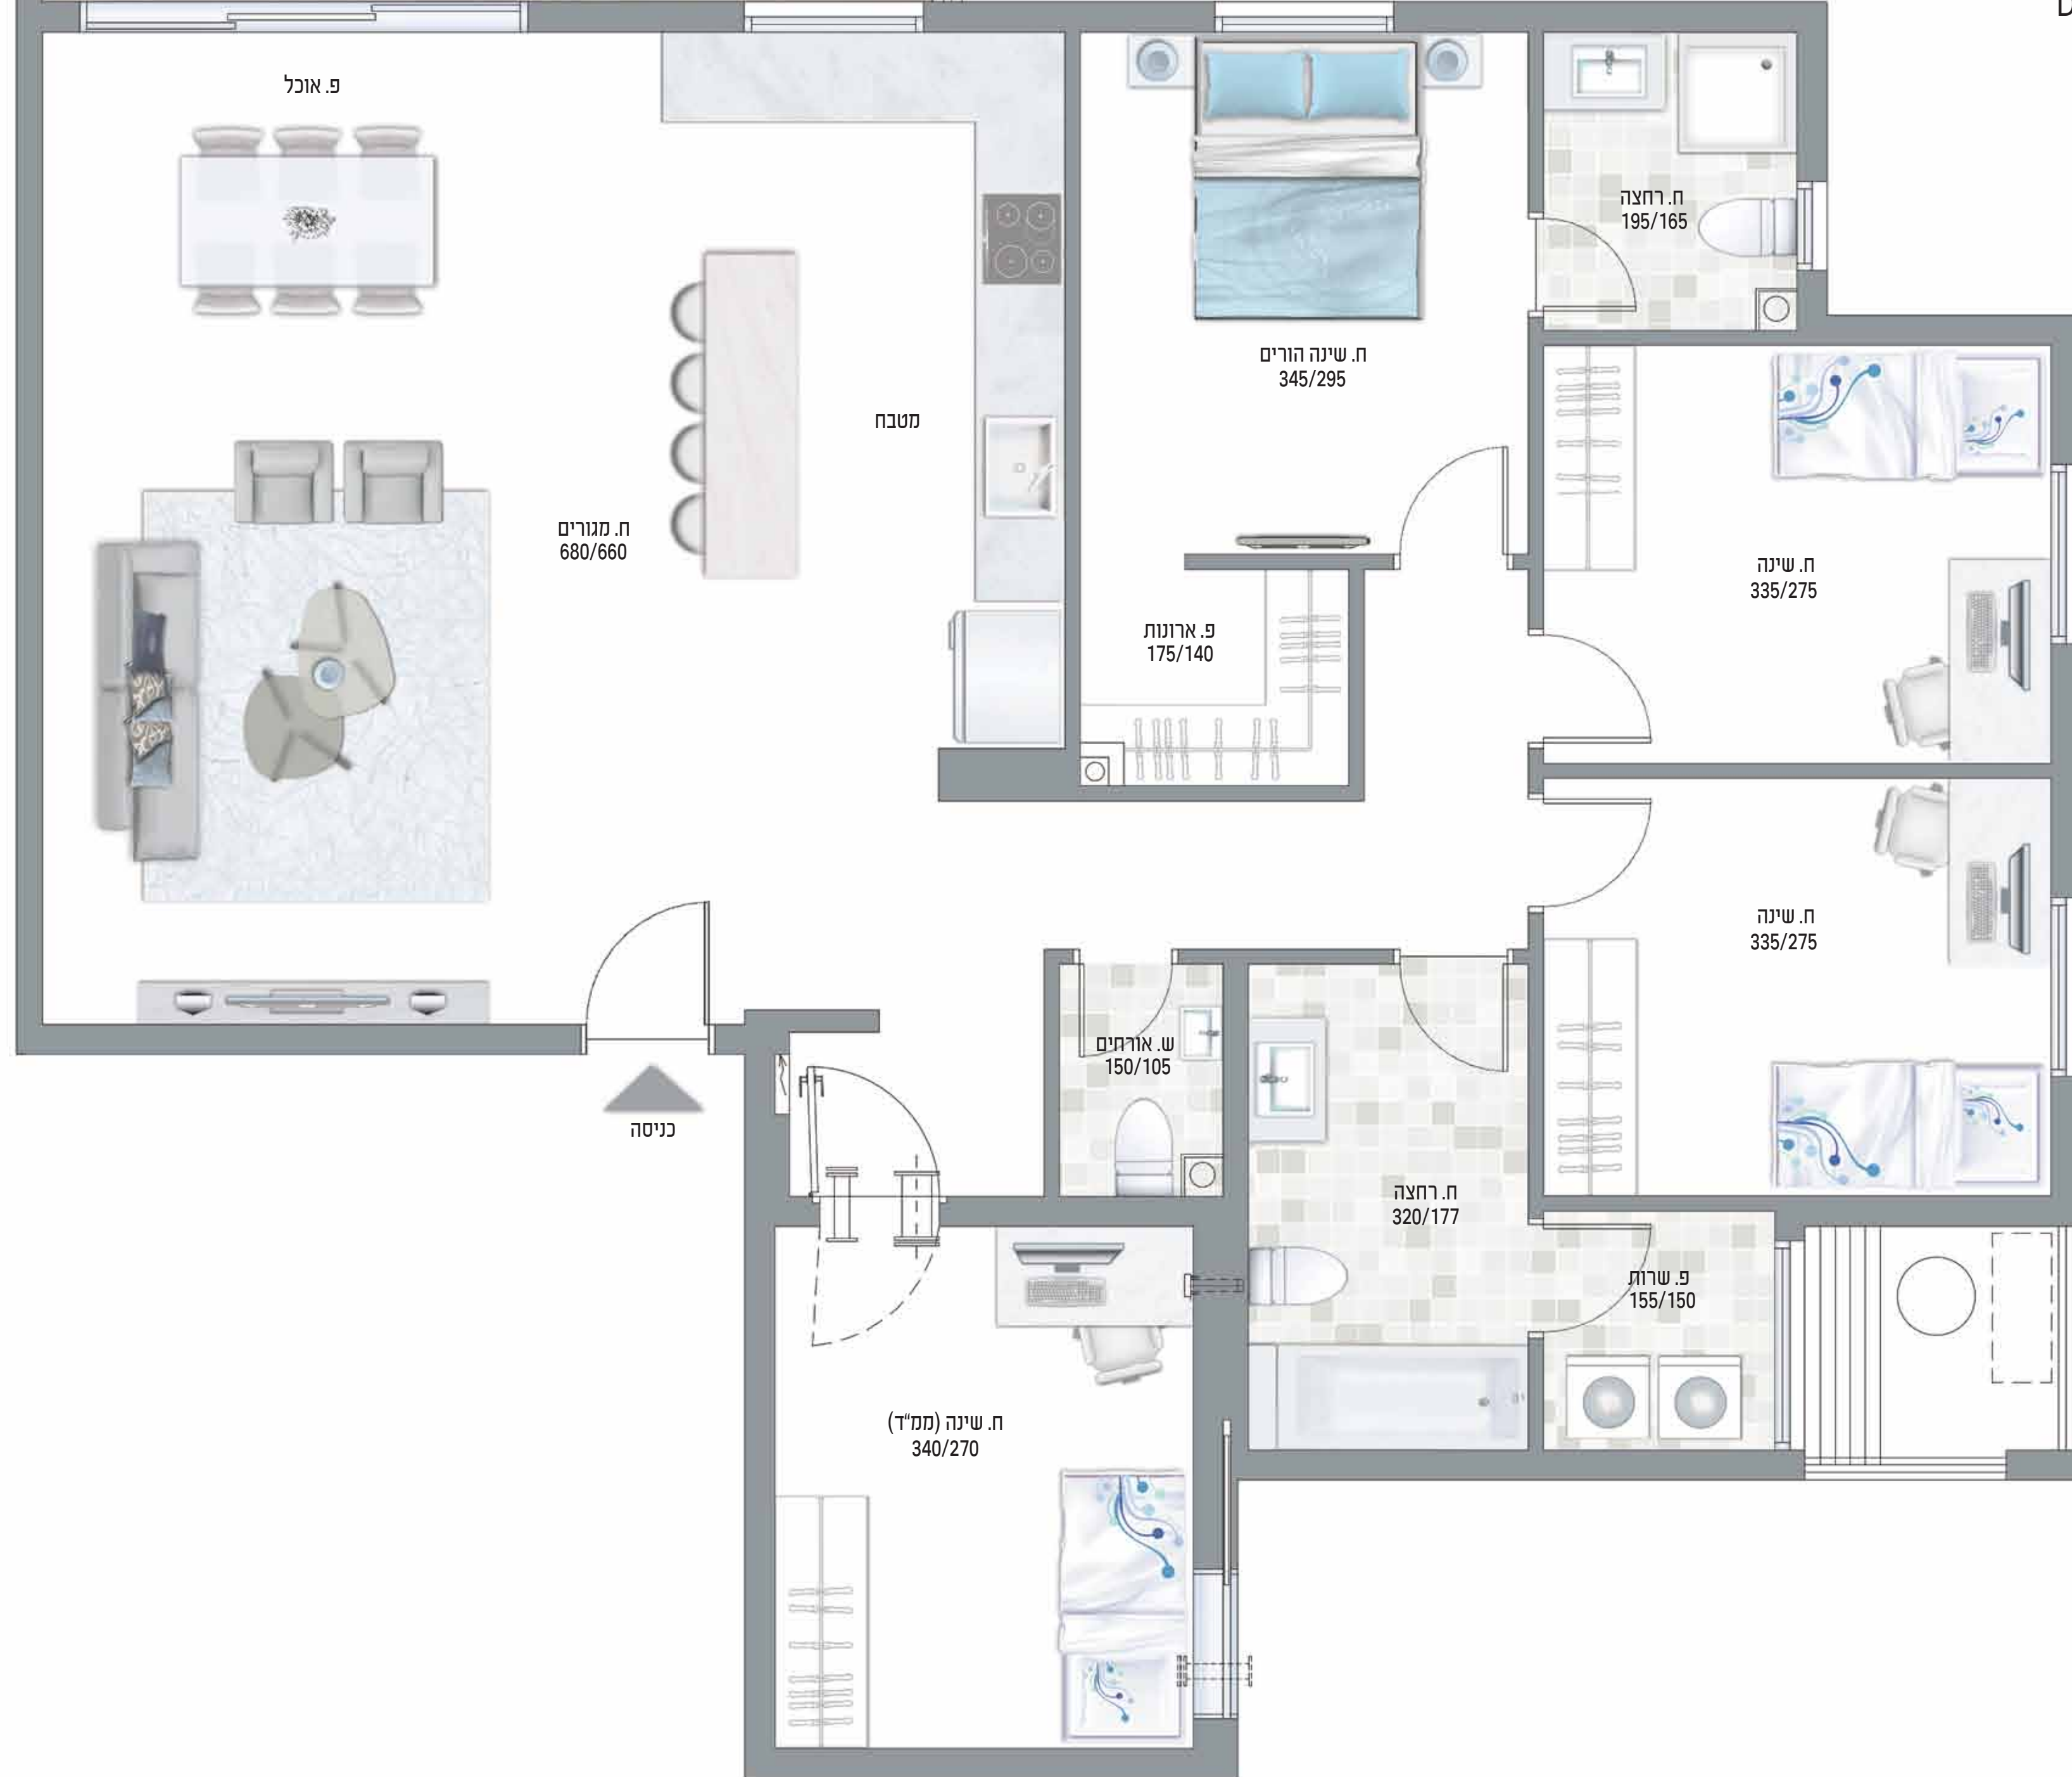 פ. אוכל
ח. רחצה
195/165
ח. שינה הורים
345/295
מטבח
ח. מגורים
680/660
ח. שינה
335/275
פ. ארונות
175/140
ח. שינה
335/275
ש. אורחים
150/105
כניסה
ח. רחצה
320/177
פ. שרות
155/150
ח. שינה (ממ"ד)
340/270